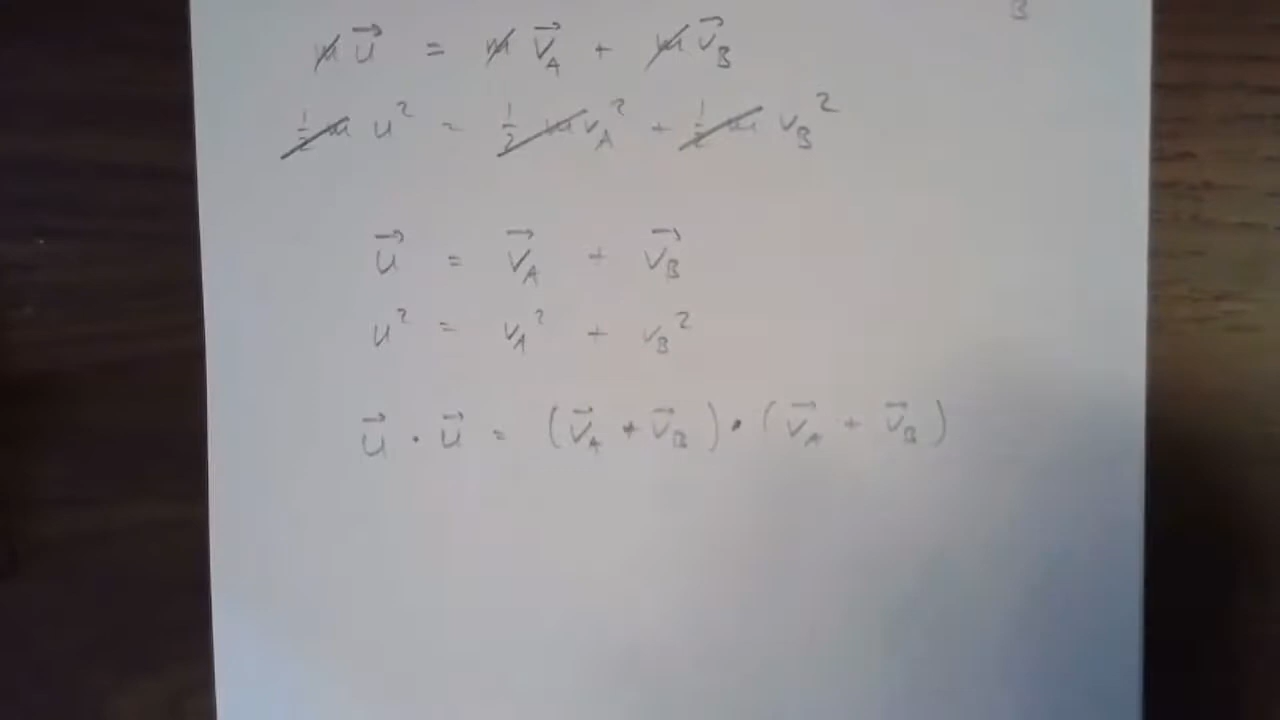 B
m u⃗ = m v⃗_A + m v⃗_B
½ m u² = ½ m v_A² + ½ m v_B²
u⃗ = v⃗_A + v⃗_B
u² = v_A² + v_B²
u⃗ · u⃗ = (v⃗_A + v⃗_B) · (v⃗_A + v⃗_B)